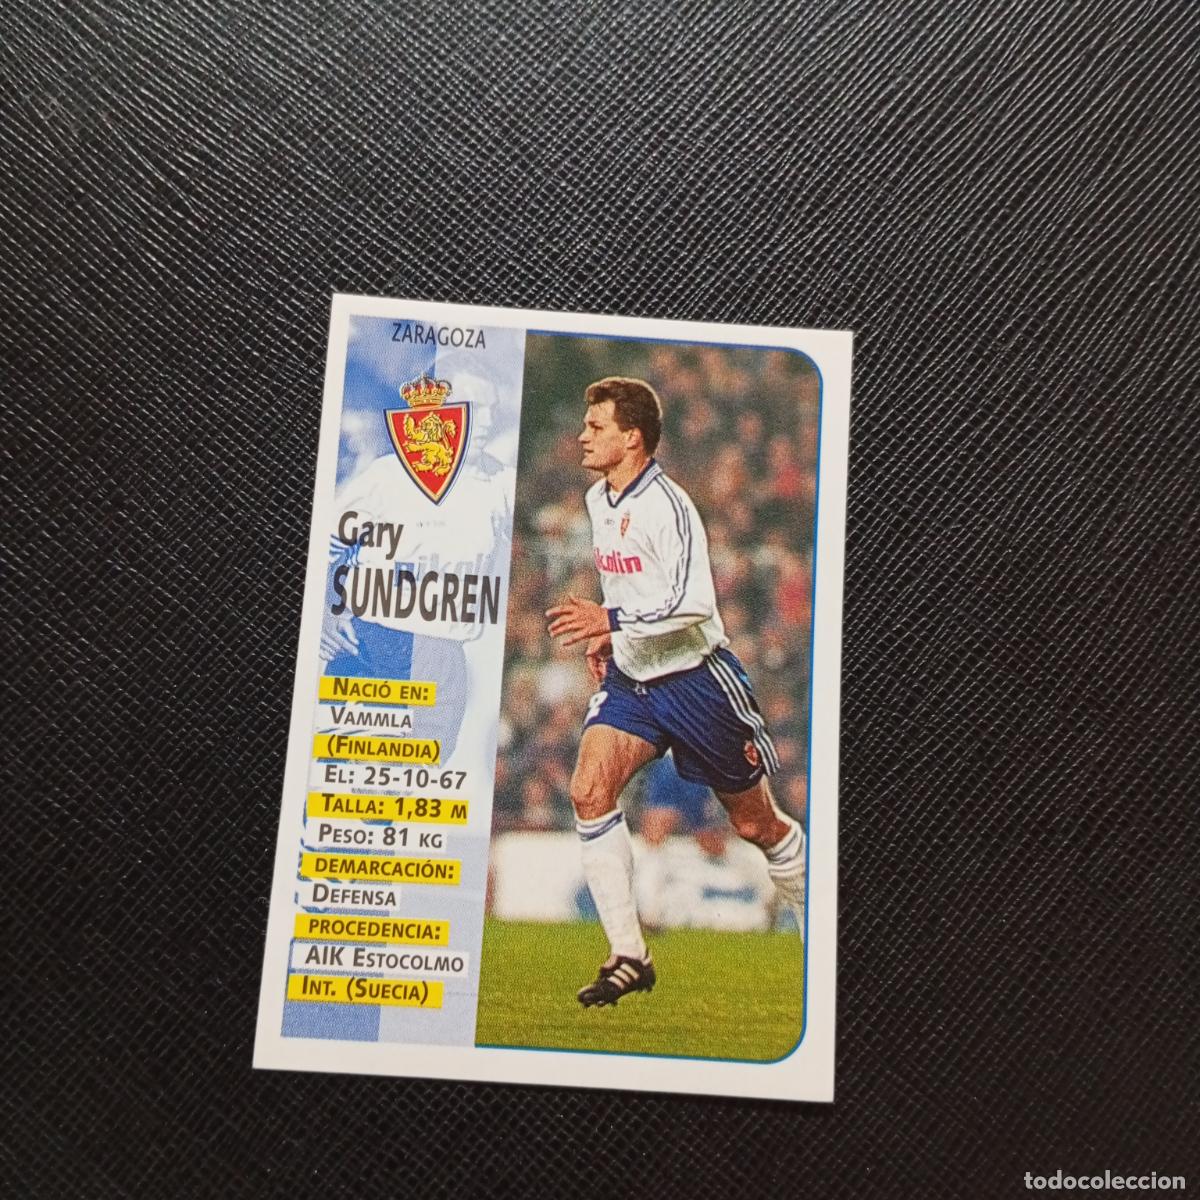 ZARAGOZA
Gary
SUNDGREN
NACIÓ EN:
VAMMLA
(FINLANDIA)
EL: 25-10-67
TALLA: 1,83 M
PESO: 81 KG
DEMARCACIÓN:
DEFENSA
PROCEDENCIA:
AIK ESTOCOLMO
INT. (SUECIA)
todocoleccion